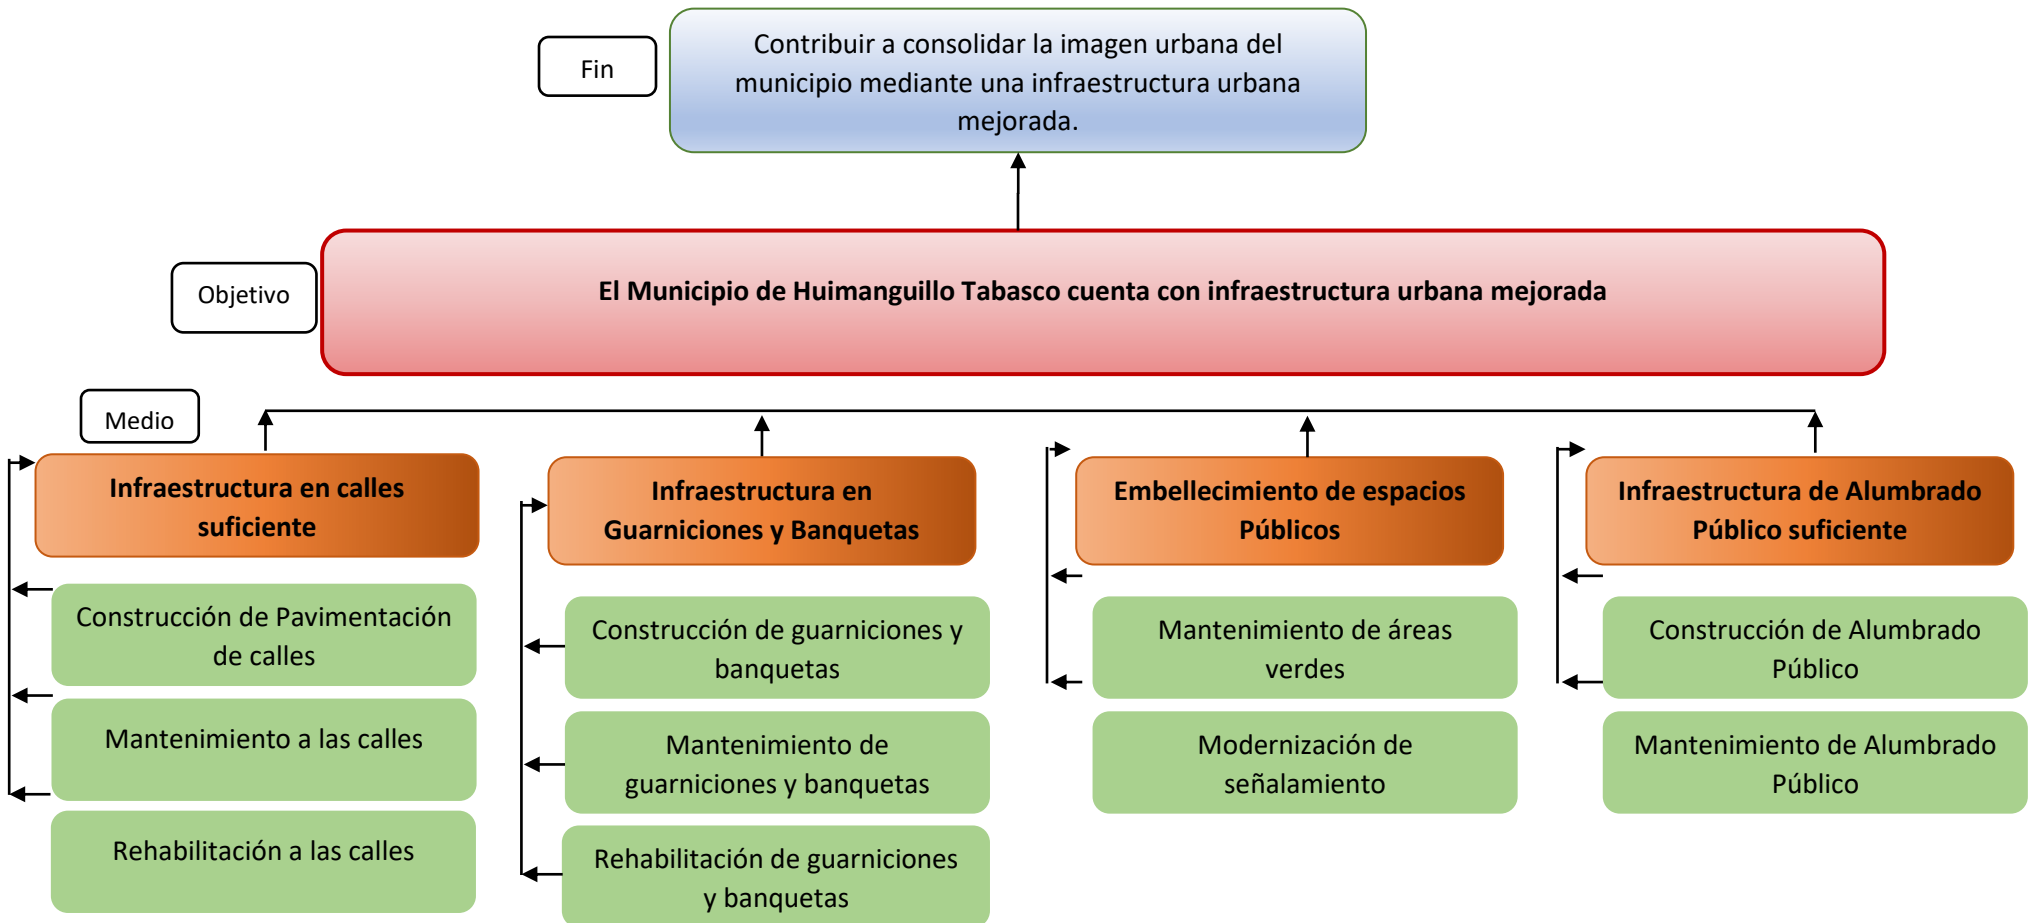 Fin
Contribuir a consolidar la imagen urbana del
municipio mediante una infraestructura urbana
mejorada.
Objetivo
El Municipio de Huimanguillo Tabasco cuenta con infraestructura urbana mejorada
Medio
Infraestructura en calles
suficiente
Construcción de Pavimentación
de calles
Mantenimiento a las calles
Rehabilitación a las calles
Infraestructura en
Guarniciones y Banquetas
Construcción de guarniciones y
banquetas
Mantenimiento de
guarniciones y banquetas
Rehabilitación de guarniciones
y banquetas
Embellecimiento de espacios
Públicos
Mantenimiento de áreas
verdes
Modernización de
señalamiento
Infraestructura de Alumbrado
Público suficiente
Construcción de Alumbrado
Público
Mantenimiento de Alumbrado
Público